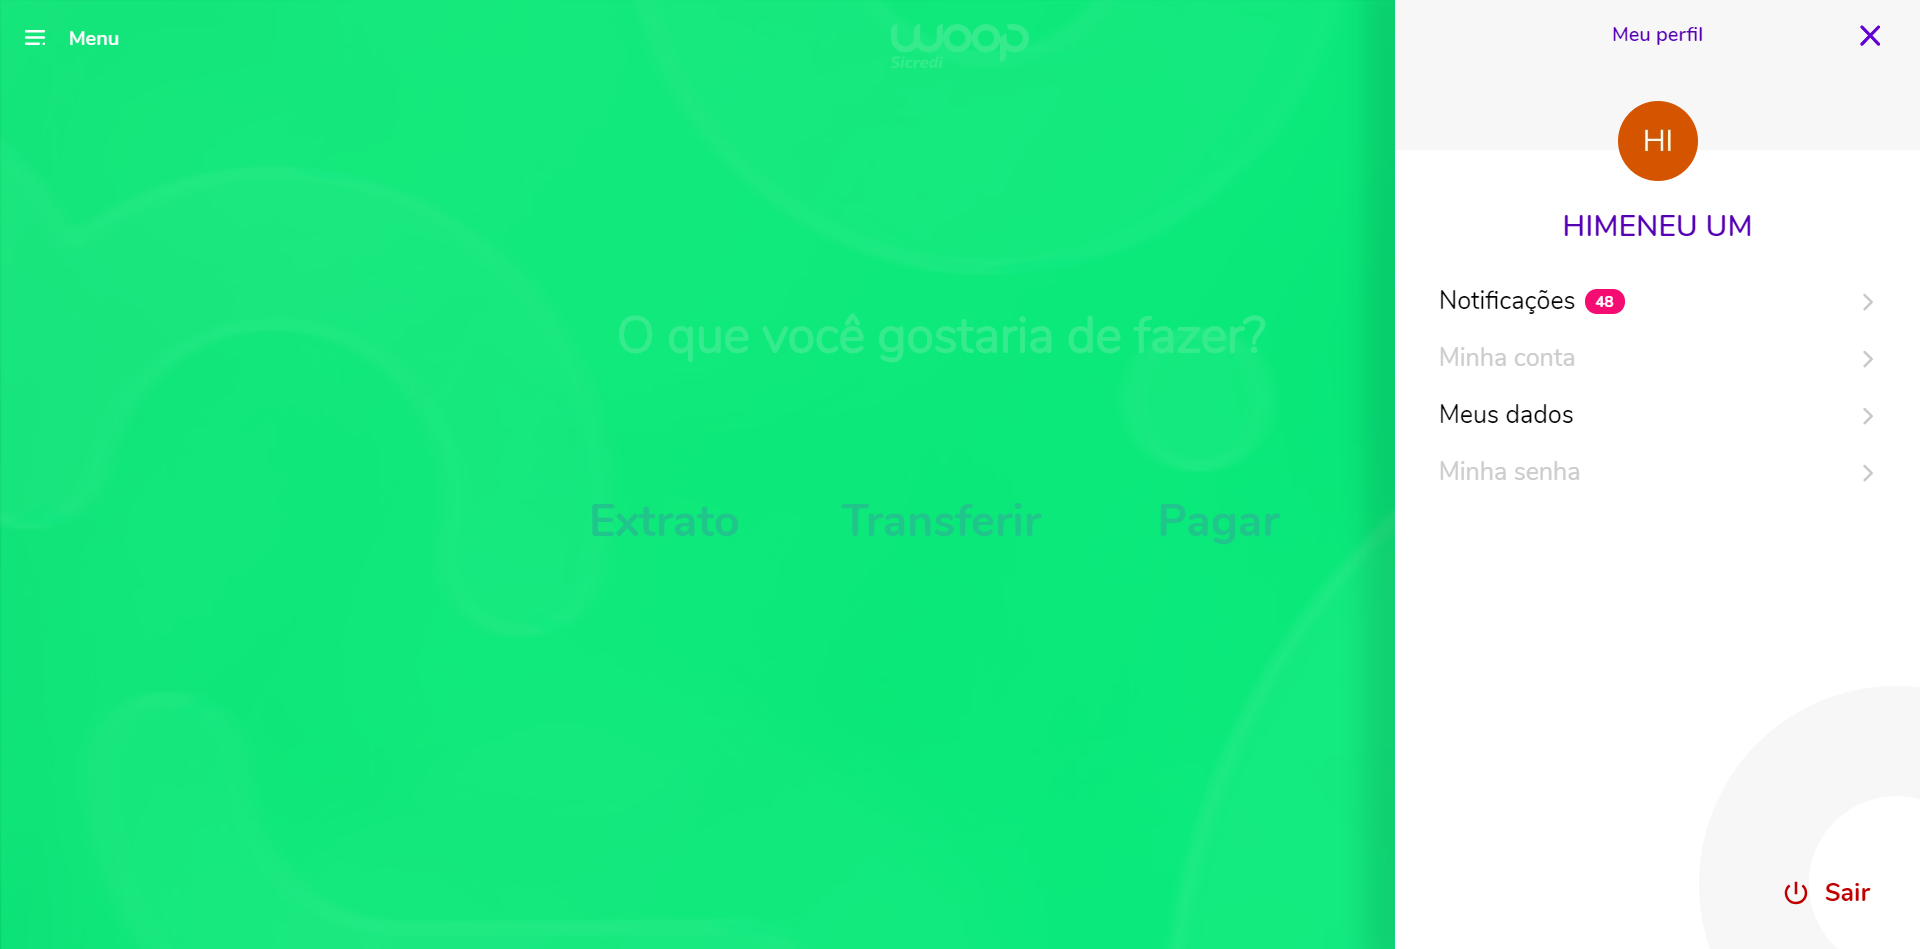 Menu
woop
Sicredi
O que você gostaria de fazer?
Extrato
Transferir
Pagar
Meu perfil
HI
HIMENEU UM
Notificações 48
Minha conta
Meus dados
Minha senha
Sair